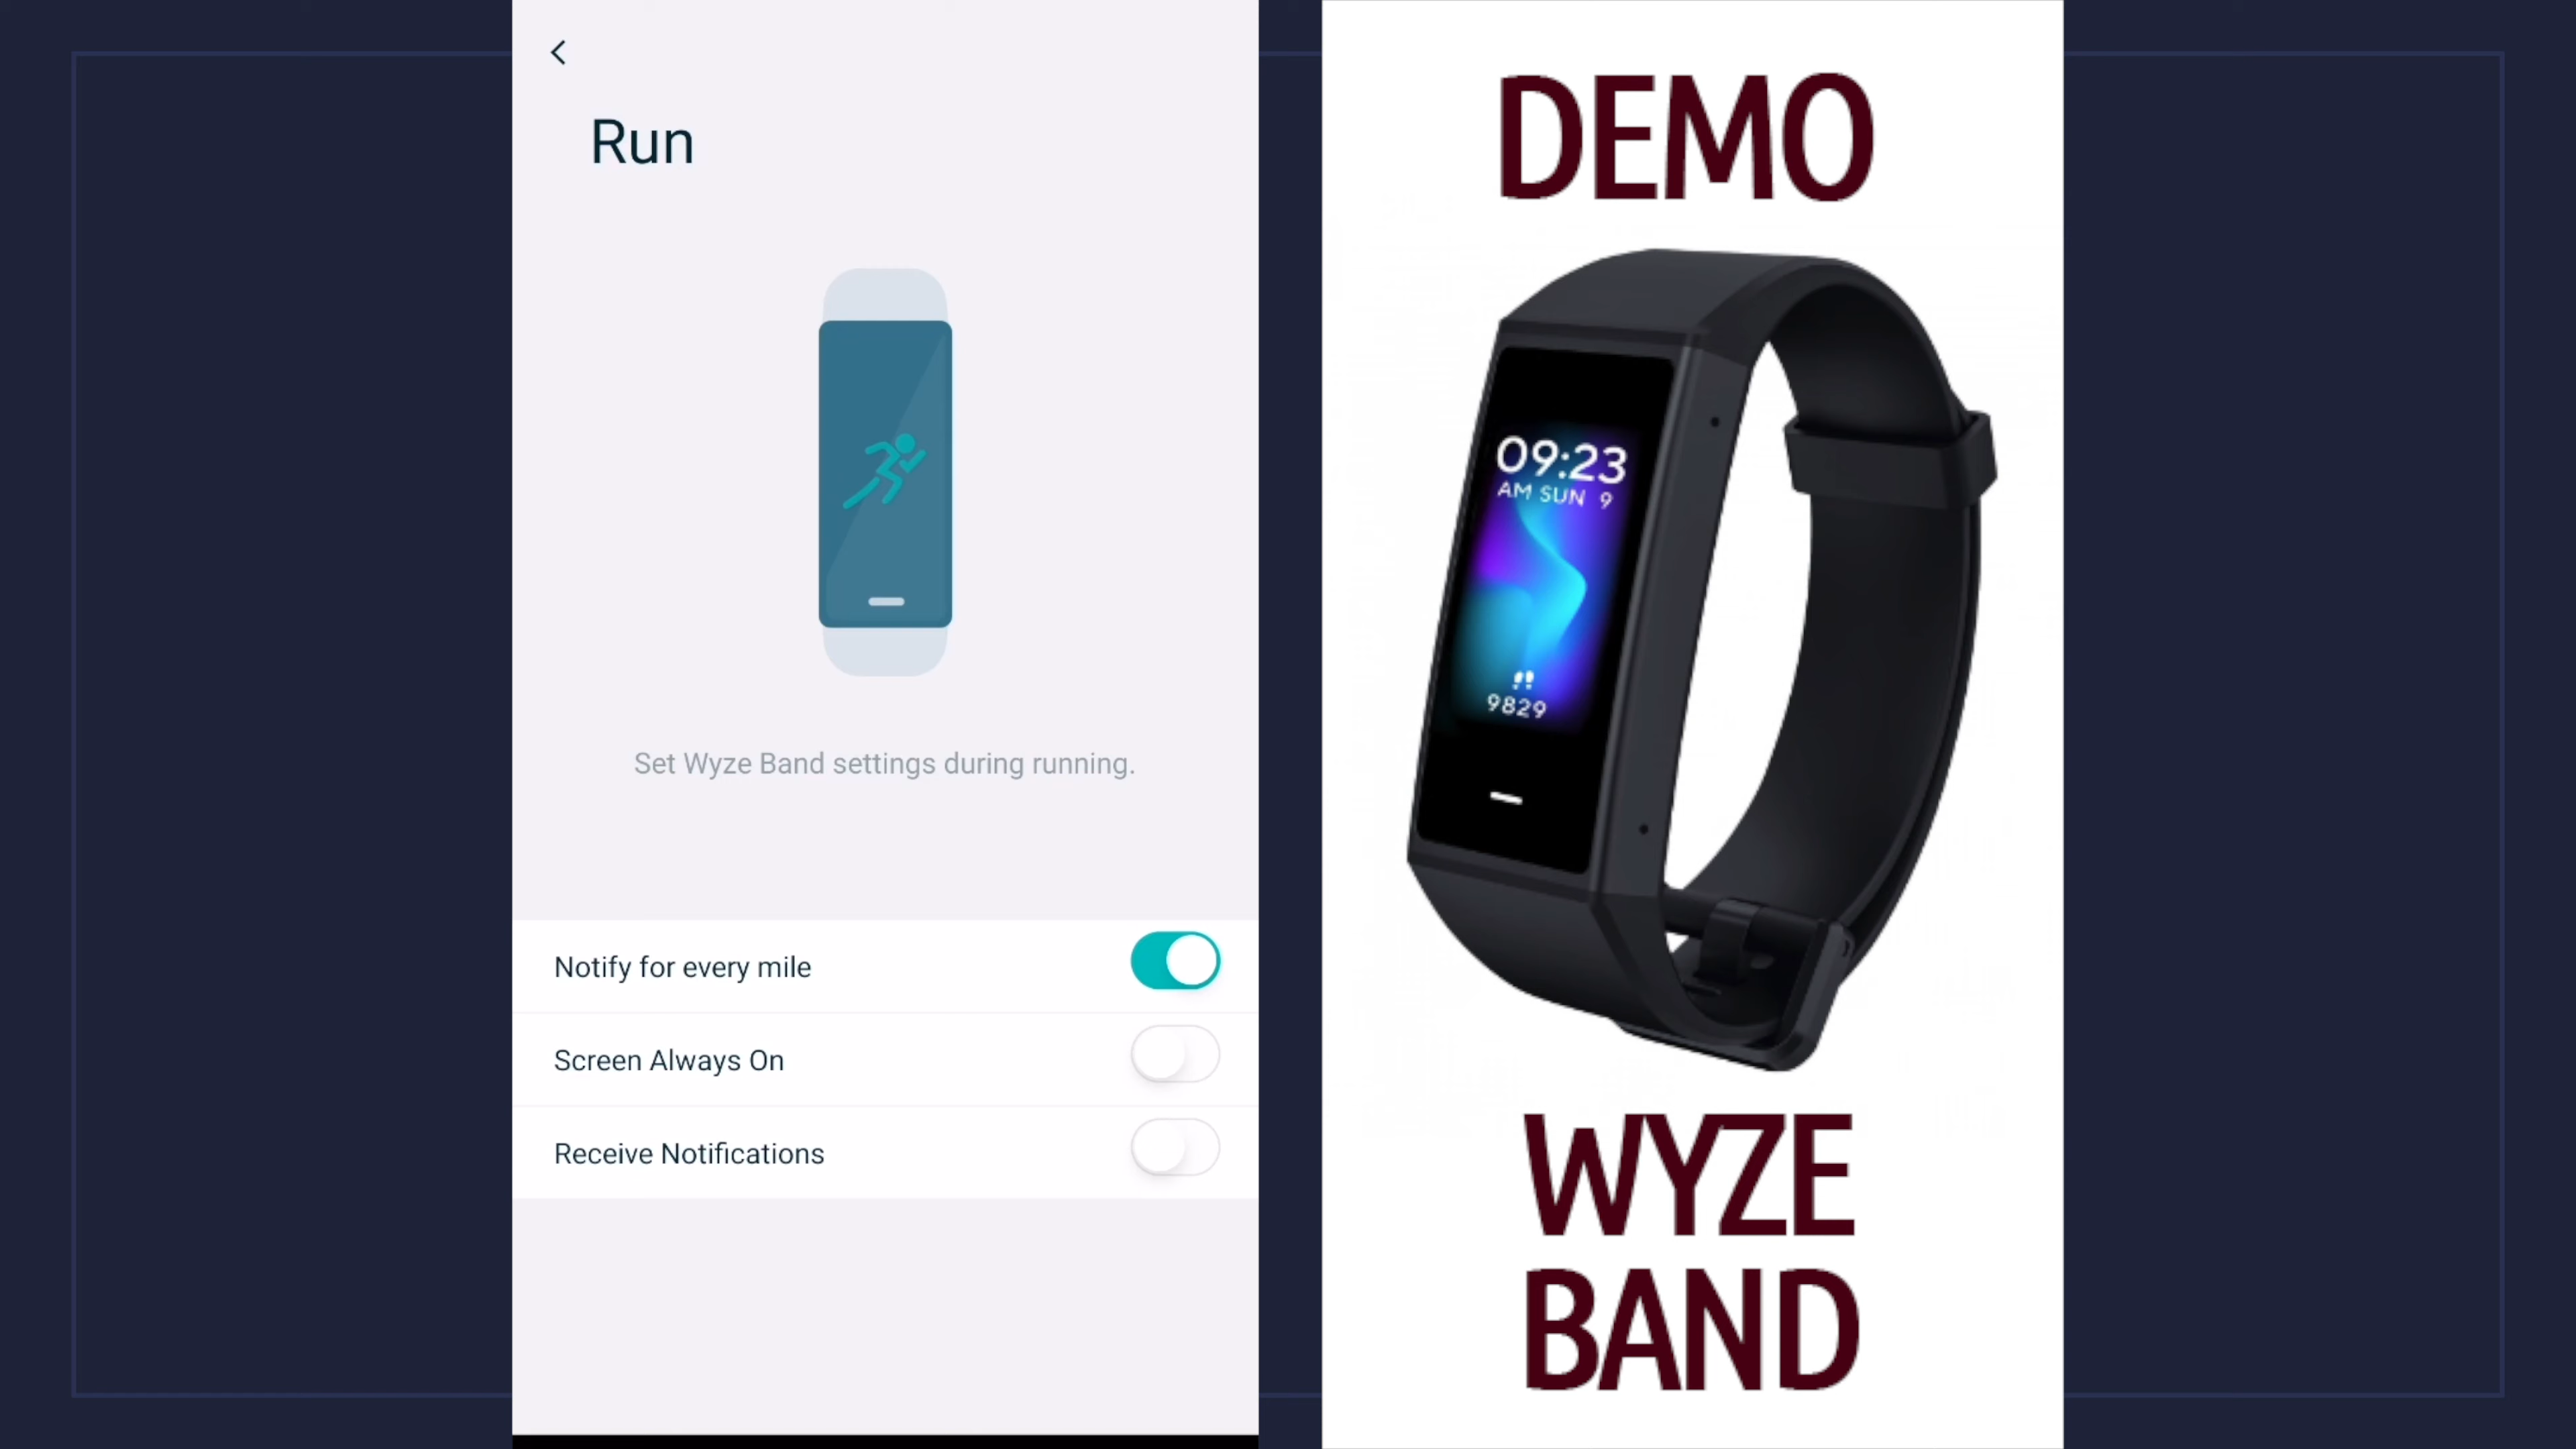 Run
Set Wyze Band settings during running.
Notify for every mile
Screen Always On
Receive Notifications
DEMO
09:23
AM SUN 9
9829
WYZE
BAND